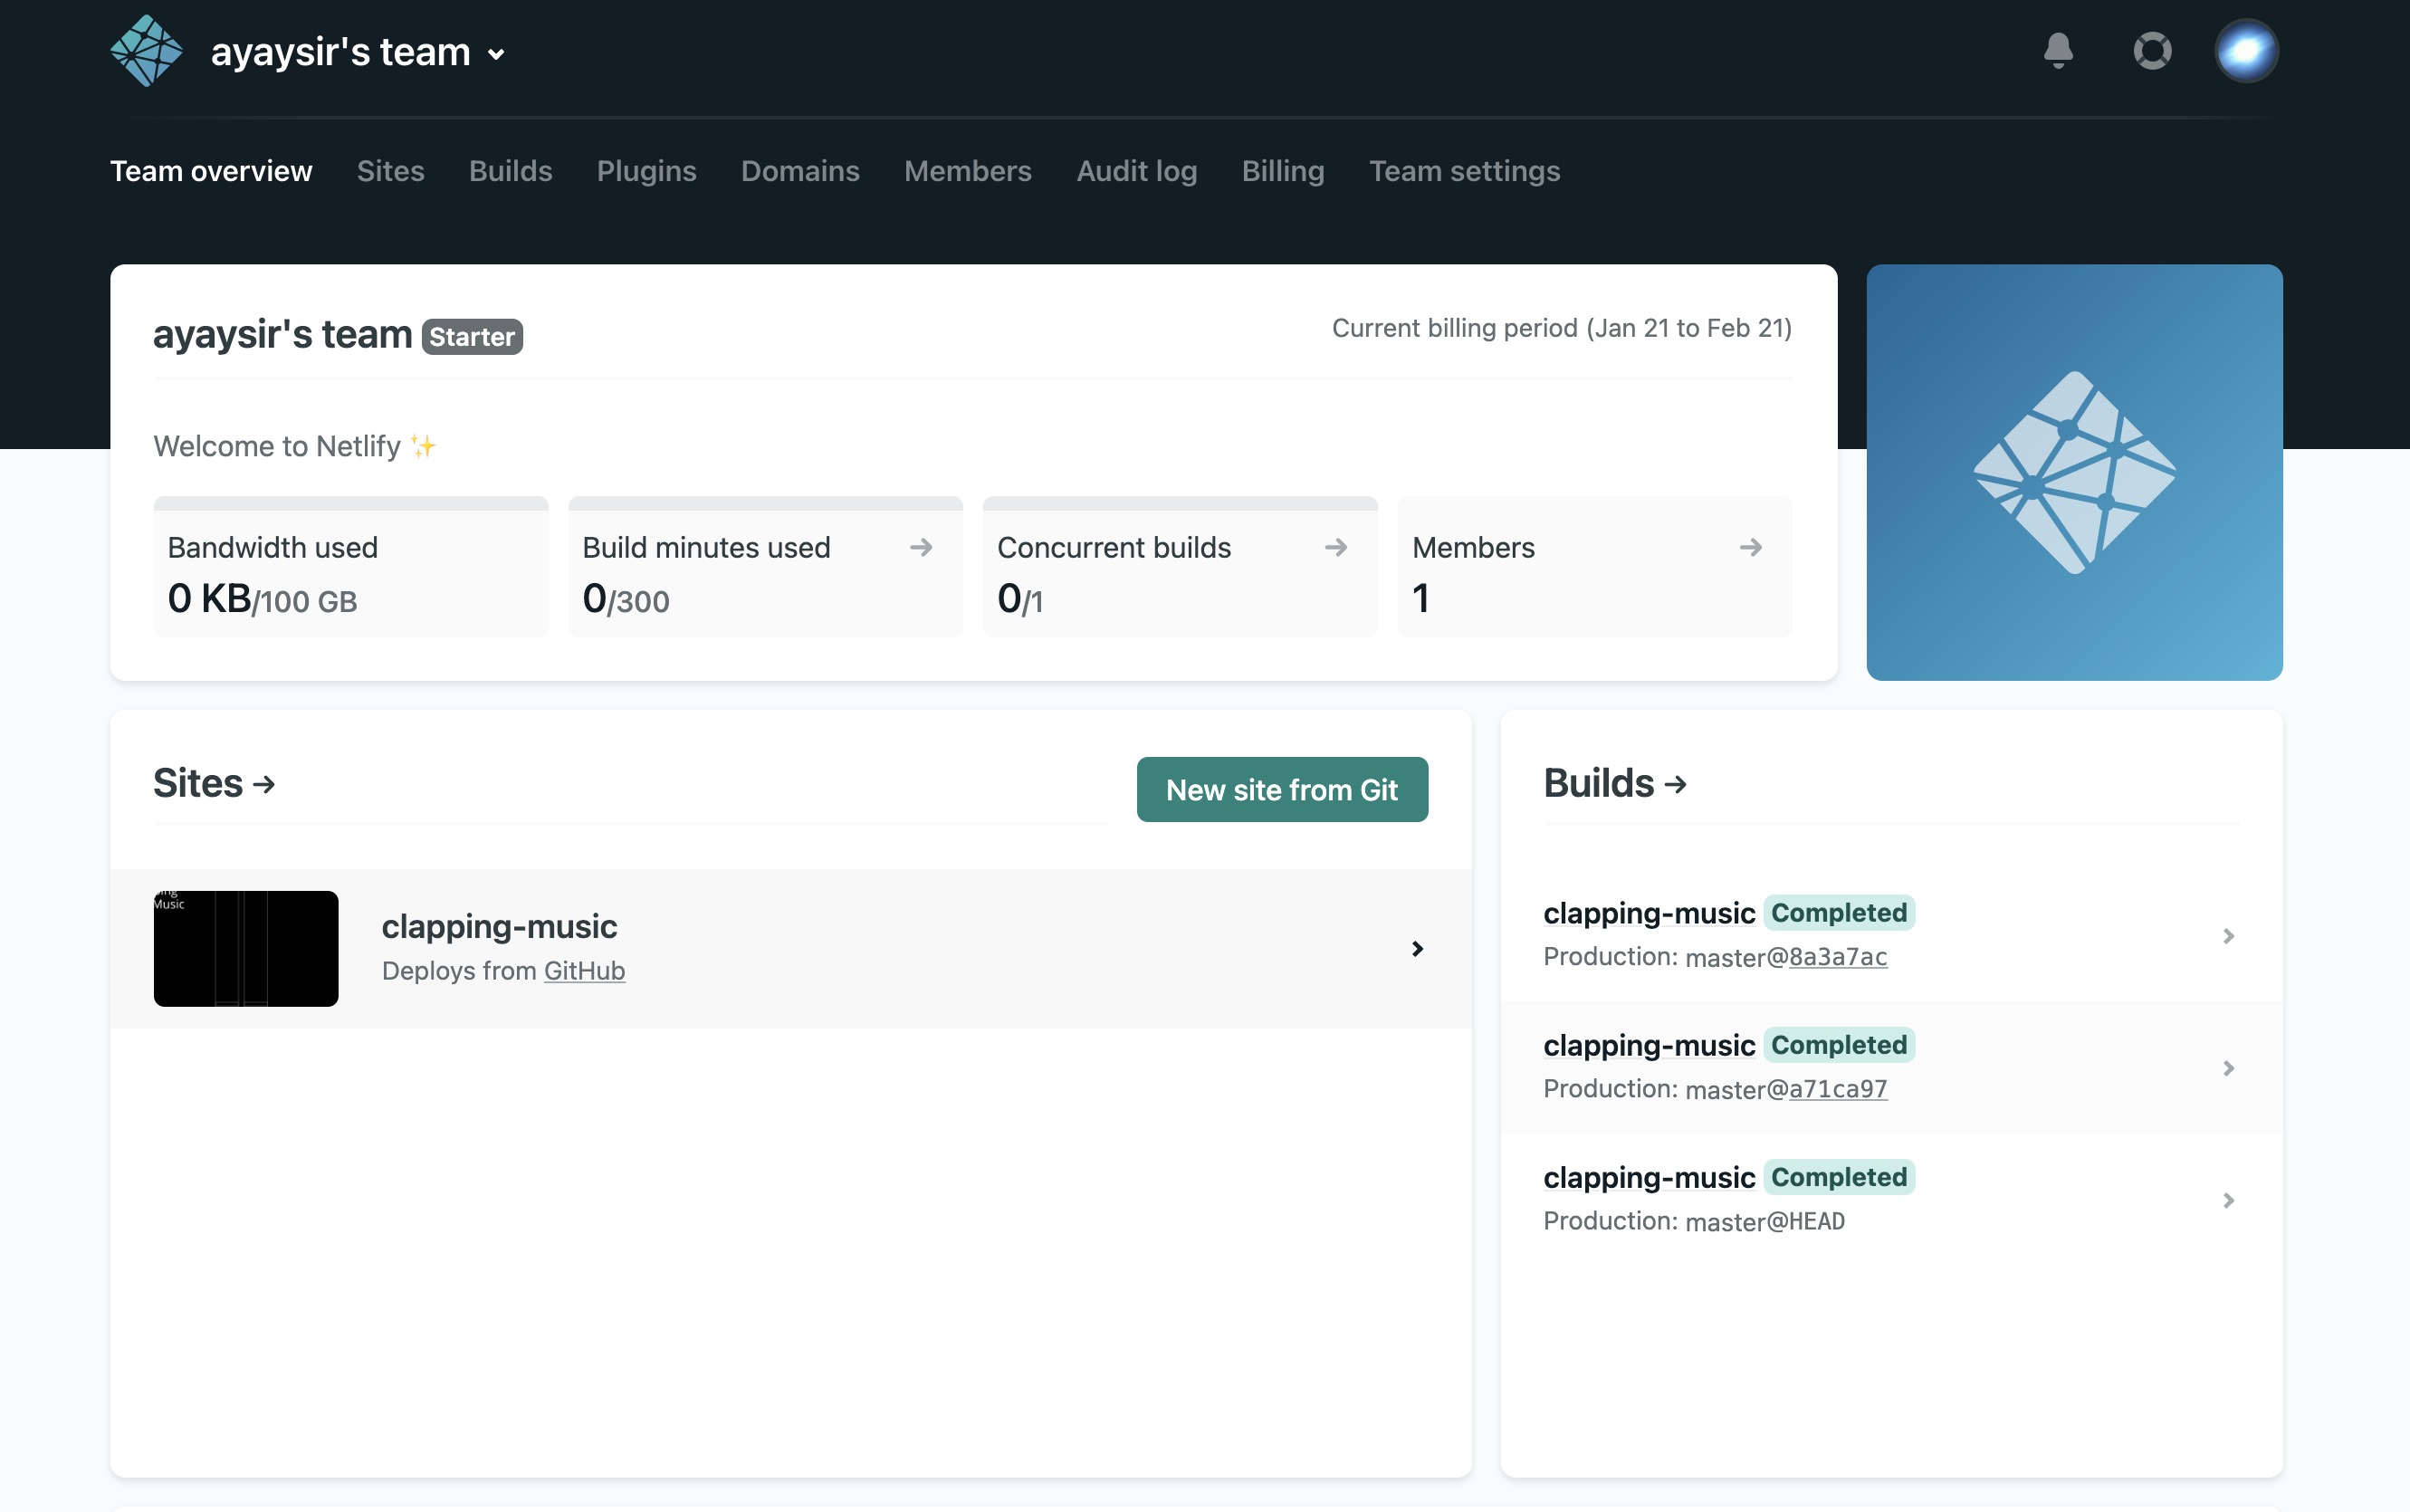 ayaysir's team
Team overview Sites Builds Plugins Domains Members Audit log Billing Team settings
ayaysir's team Starter
Current billing period (Jan 21 to Feb 21)
Welcome to Netlify ✨
Bandwidth used
0 KB/100 GB
Build minutes used →
0/300
Concurrent builds →
0/1
Members →
1
Sites →
New site from Git
Music
clapping-music
Deploys from GitHub
Builds →
clapping-music Completed
Production: master@8a3a7ac
clapping-music Completed
Production: master@a71ca97
clapping-music Completed
Production: master@HEAD